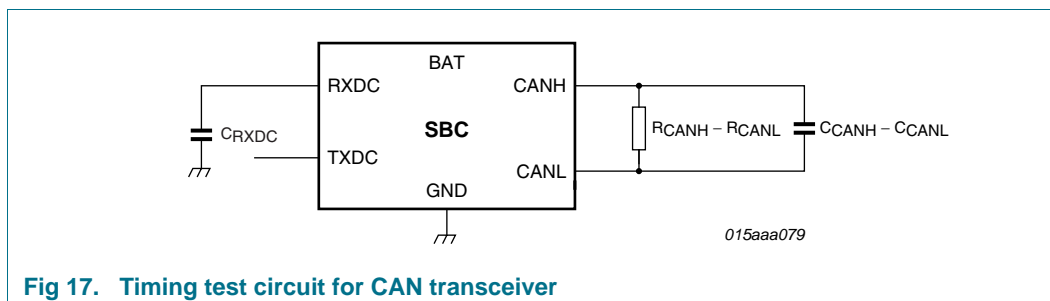 BAT
RXDC
CANH
CRXDC
SBC
RCANH – RCANL
CCANH – CCANL
TXDC
CANL
GND
015aaa079
Fig 17. Timing test circuit for CAN transceiver